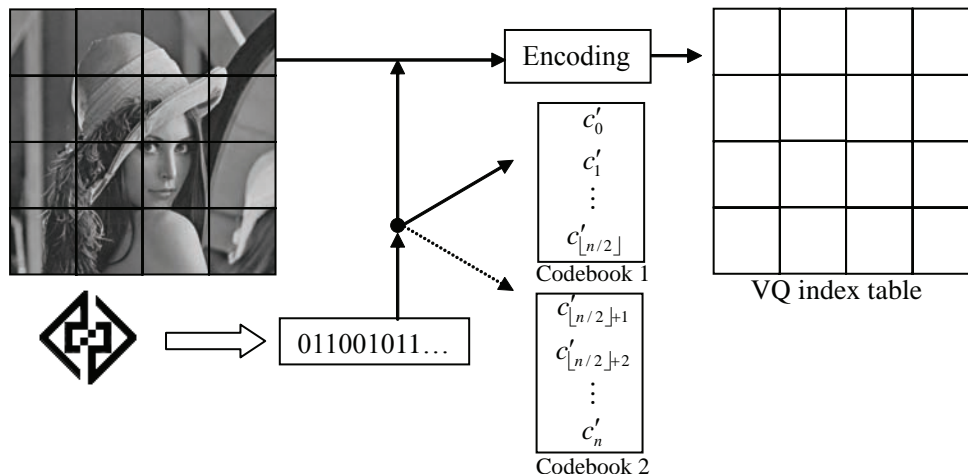 Encoding
c′₀
c′₁
⋮
c′⌊n/2⌋
Codebook 1
VQ index table
c′⌊n/2⌋+1
c′⌊n/2⌋+2
⋮
c′ₙ
Codebook 2
011001011…